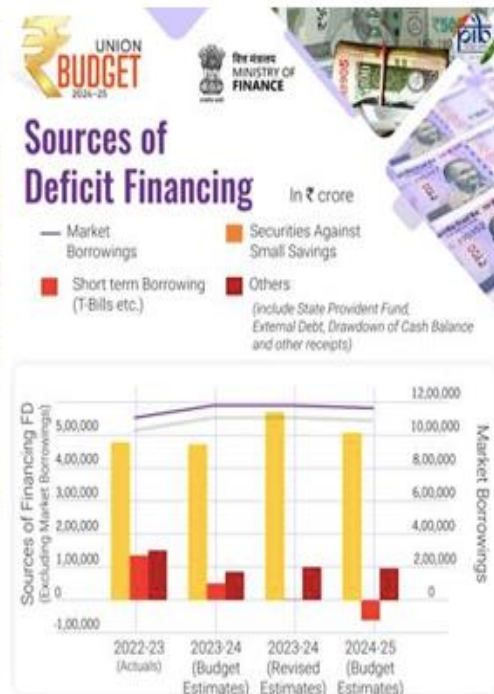 UNION
BUDGET
2024-25
वित्त मंत्रालय
MINISTRY OF
FINANCE
pib
Sources of
Deficit Financing
In ₹ crore
Market
Borrowings
Securities Against
Small Savings
Short term Borrowing
(T-Bills etc.)
Others
(include State Provident Fund,
External Debt, Drawdown of Cash Balance
and other receipts)
Sources of Financing FD
(Excluding Market Borrowings)
5,00,000
4,00,000
3,00,000
2,00,000
1,00,000
0
-1,00,000
12,00,000
10,00,000
8,00,000
6,00,000
4,00,000
2,00,000
0
Market Borrowings
2022-23
(Actuals)
2023-24
(Budget
Estimates)
2023-24
(Revised
Estimates)
2024-25
(Budget
Estimates)